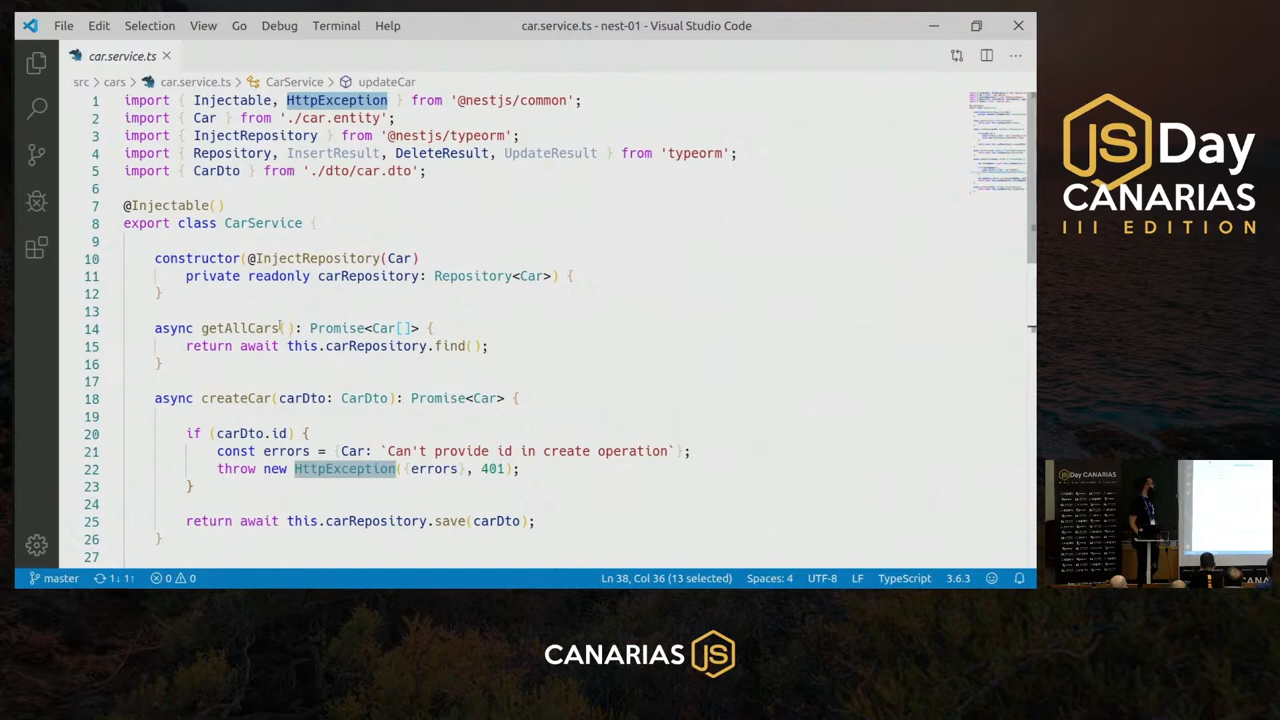 File Edit Selection View Go Debug Terminal Help
car.service.ts - nest-01 - Visual Studio Code
car.service.ts
src > cars > car.service.ts > CarService > updateCar
1 import { Injectable, HttpException } from '@nestjs/common';
2 import { Car } from './car.entity';
3 import { InjectRepository } from '@nestjs/typeorm';
4 import { Repository, InsertResult, DeleteResult, UpdateResult } from 'typeorm';
5 import { CarDto } from './dto/car.dto';
6
7 @Injectable()
8 export class CarService {
9
10 constructor(@InjectRepository(Car)
11 private readonly carRepository: Repository<Car>) {
12 }
13
14 async getAllCars(): Promise<Car[]> {
15 return await this.carRepository.find();
16 }
17
18 async createCar(carDto: CarDto): Promise<Car> {
19
20 if (carDto.id) {
21 const errors = {Car: `Can't provide id in create operation`};
22 throw new HttpException({errors}, 401);
23 }
24
25 return await this.carRepository.save(carDto);
26 }
27
master 1↓ 1↑ 0 0 Ln 38, Col 36 (13 selected) Spaces: 4 UTF-8 LF TypeScript 3.6.3
JS Day
CANARIAS
III EDITION
JSDay CANARIAS
CANARIAS JS